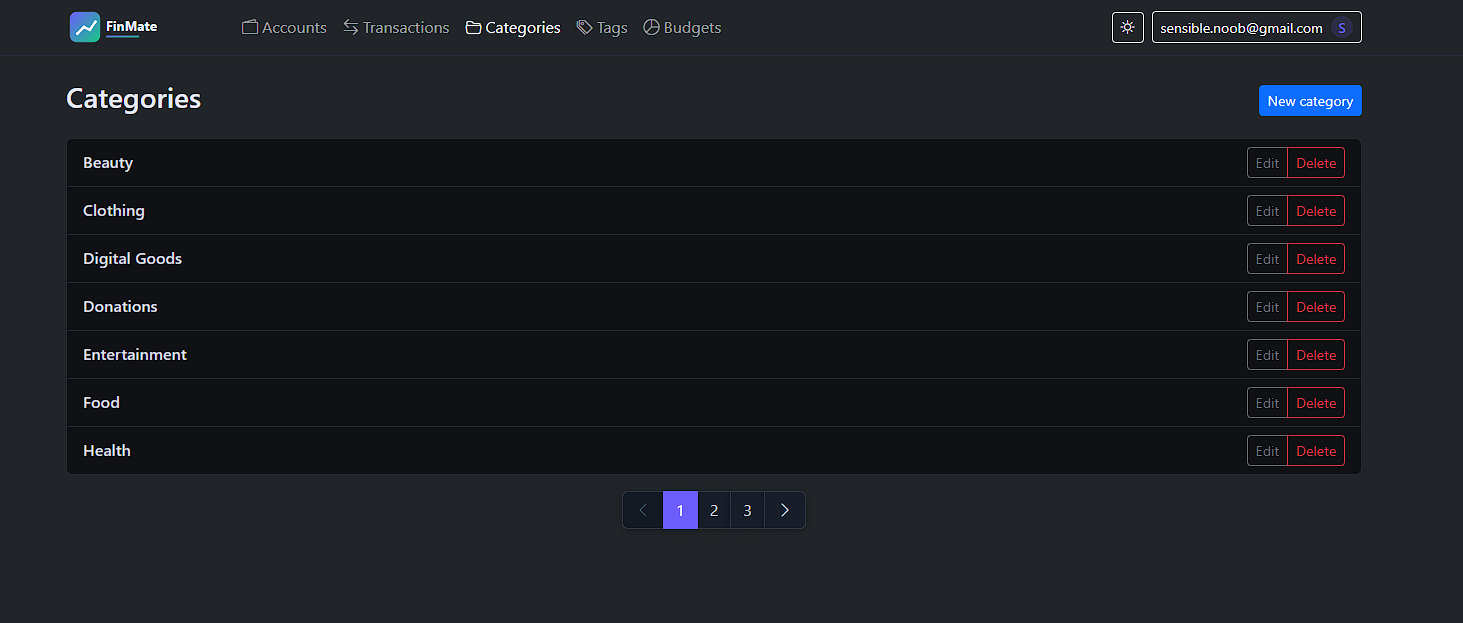 FinMate Accounts Transactions Categories Tags Budgets sensible.noob@gmail.com S
Categories New category
Beauty Edit Delete
Clothing Edit Delete
Digital Goods Edit Delete
Donations Edit Delete
Entertainment Edit Delete
Food Edit Delete
Health Edit Delete
1 2 3